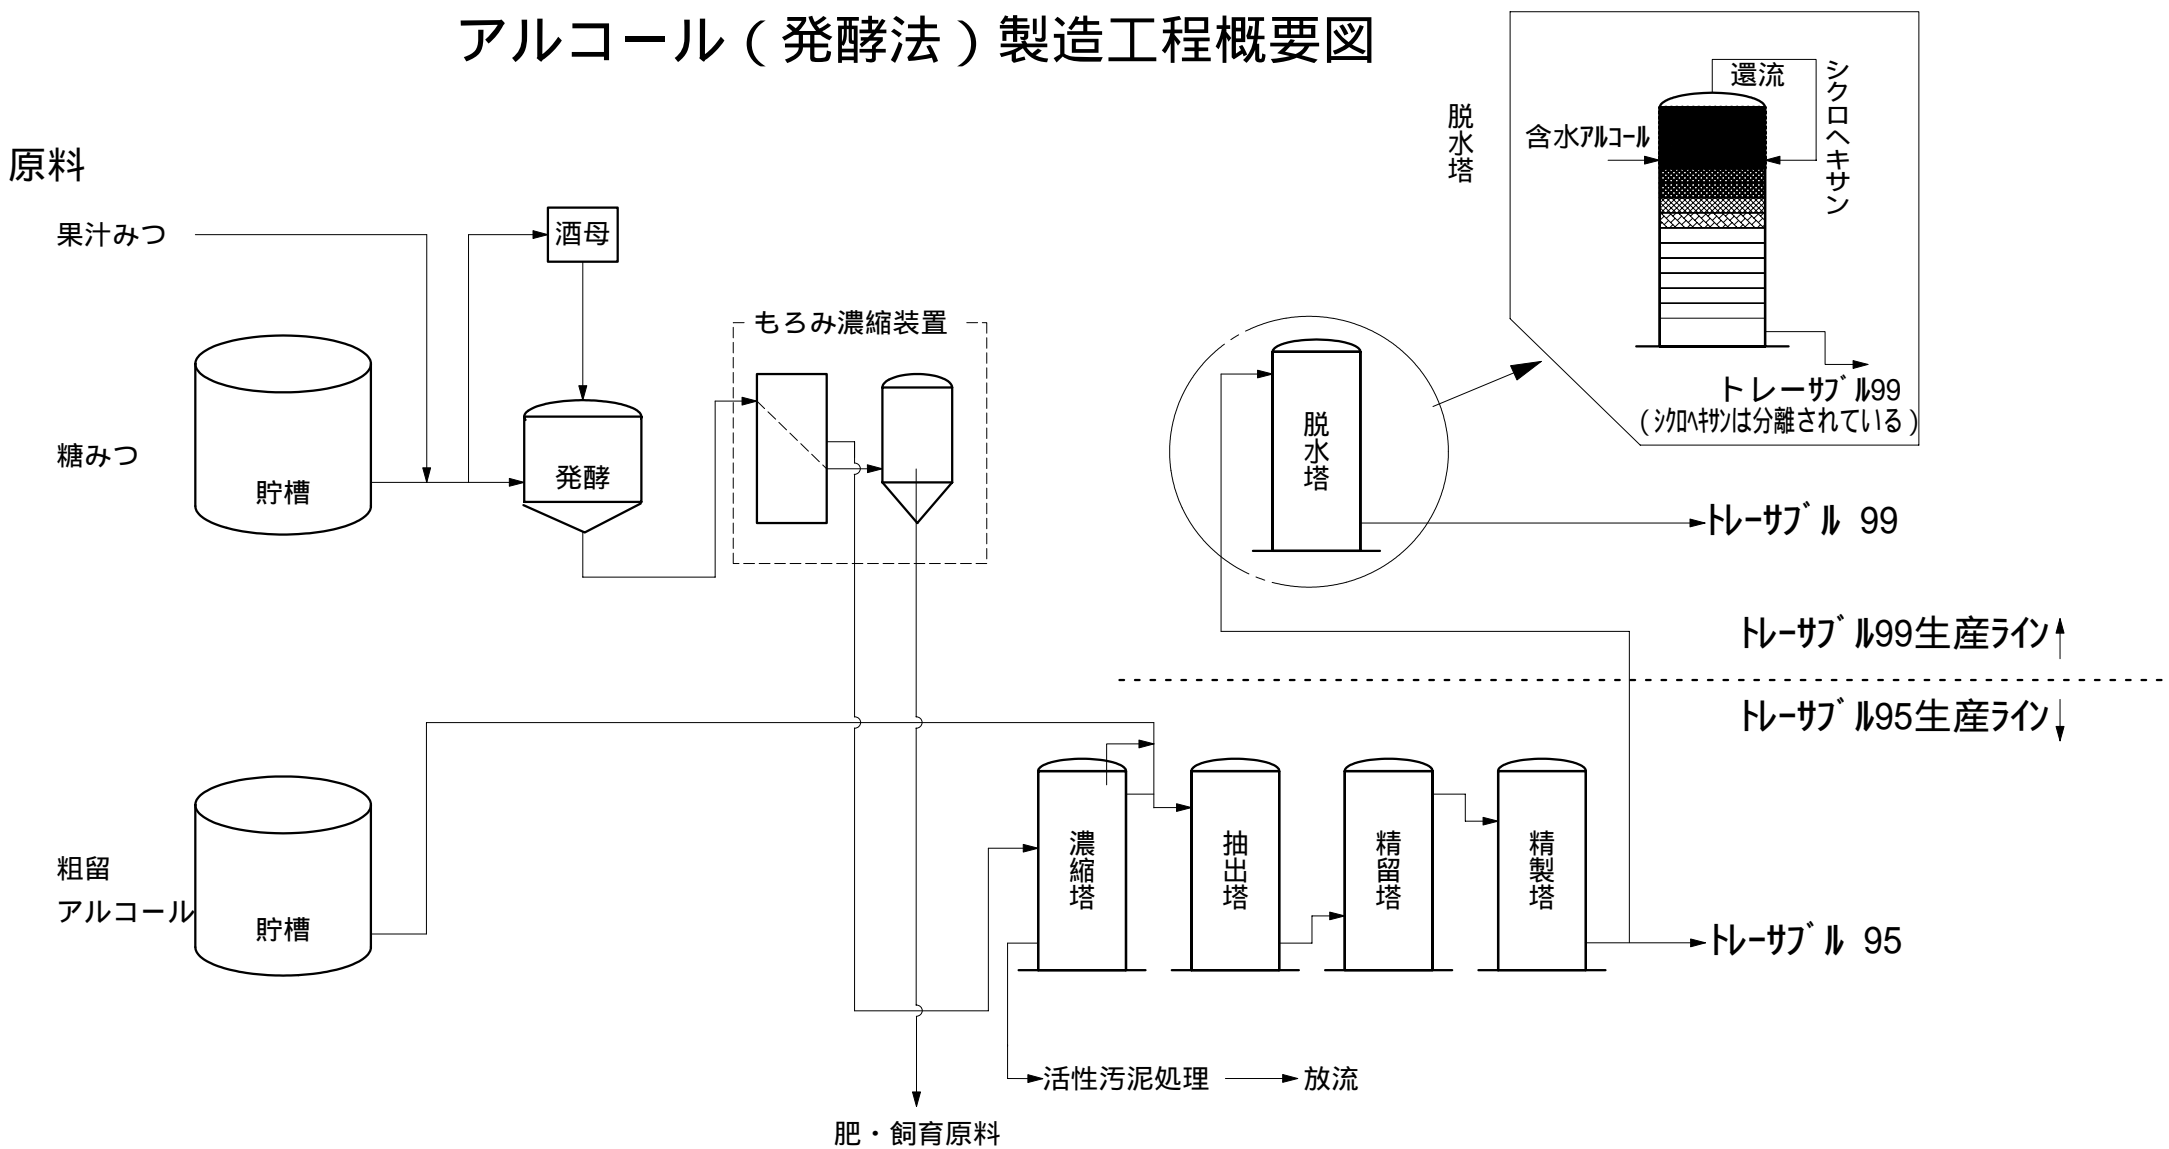 アルコール（発酵法）製造工程概要図
原料
果汁みつ
酒母
糖みつ
貯槽
発酵
もろみ濃縮装置
脱水塔
還流
シクロヘキサン
含水ｱﾙｺｰﾙ
トレーｻﾌﾞﾙ99
（ｼｸﾛﾍｷｻﾝは分離されている）
脱水塔
ﾄﾚｰｻﾌﾞﾙ 99
ﾄﾚｰｻﾌﾞﾙ99生産ﾗｲﾝ
ﾄﾚｰｻﾌﾞﾙ95生産ﾗｲﾝ
粗留
アルコール
貯槽
濃縮塔
抽出塔
精留塔
精製塔
ﾄﾚｰｻﾌﾞﾙ 95
活性汚泥処理
放流
肥・飼育原料